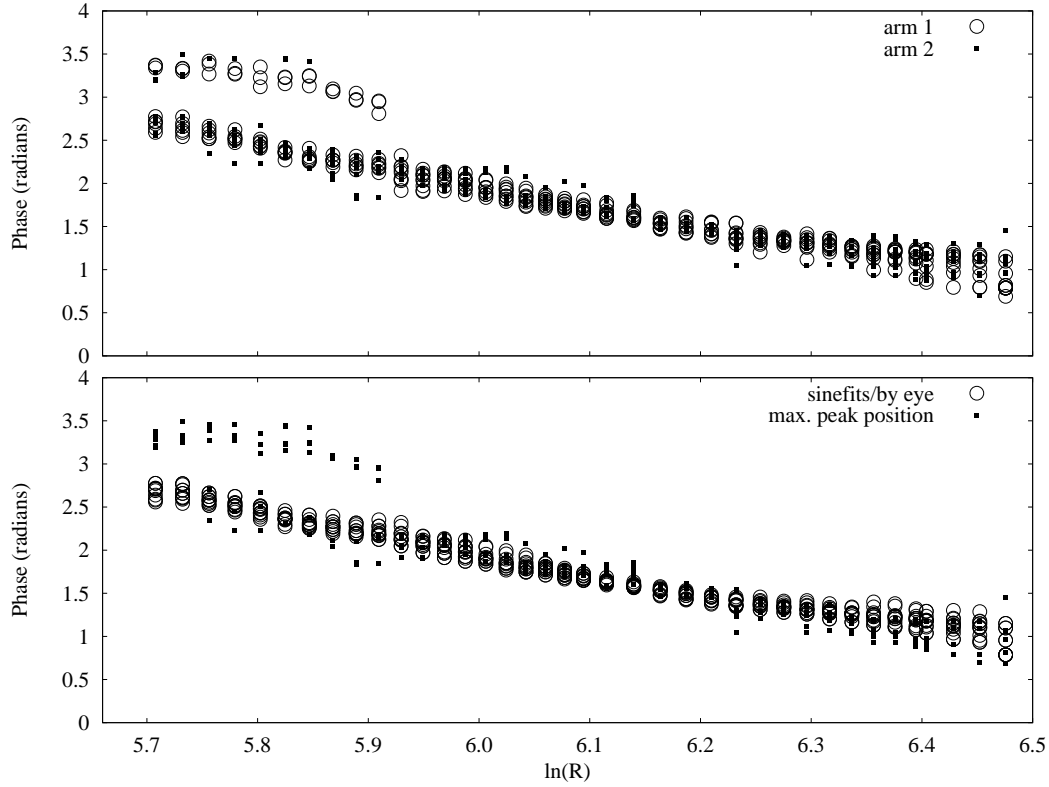 4
3.5
3
2.5
2
1.5
1
0.5
0
Phase (radians)
arm 1
arm 2
4
3.5
3
2.5
2
1.5
1
0.5
0
Phase (radians)
sinefits/by eye
max. peak position
5.7 5.8 5.9 6.0 6.1 6.2 6.3 6.4 6.5
ln(R)